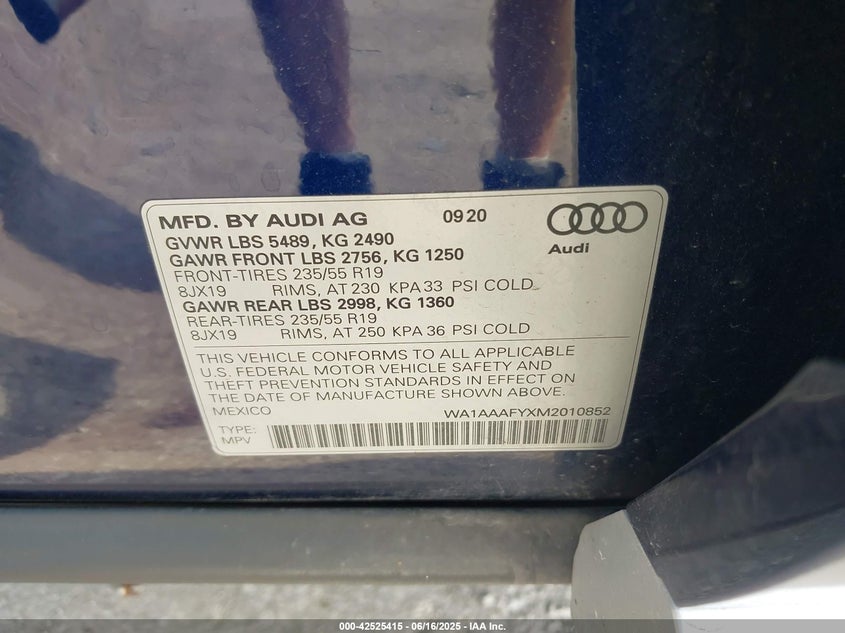 MFD. BY AUDI AG 0920
Audi
GVWR LBS 5489, KG 2490
GAWR FRONT LBS 2756, KG 1250
FRONT-TIRES 235/55 R19
8JX19 RIMS, AT 230 KPA 33 PSI COLD
GAWR REAR LBS 2998, KG 1360
REAR-TIRES 235/55 R19
8JX19 RIMS, AT 250 KPA 36 PSI COLD
THIS VEHICLE CONFORMS TO ALL APPLICABLE
U.S. FEDERAL MOTOR VEHICLE SAFETY AND
THEFT PREVENTION STANDARDS IN EFFECT ON
THE DATE OF MANUFACTURE SHOWN ABOVE.
MEXICO WA1AAAFYXM2010852
TYPE:
MPV
000-42525415 - 06/16/2025 - IAA Inc.